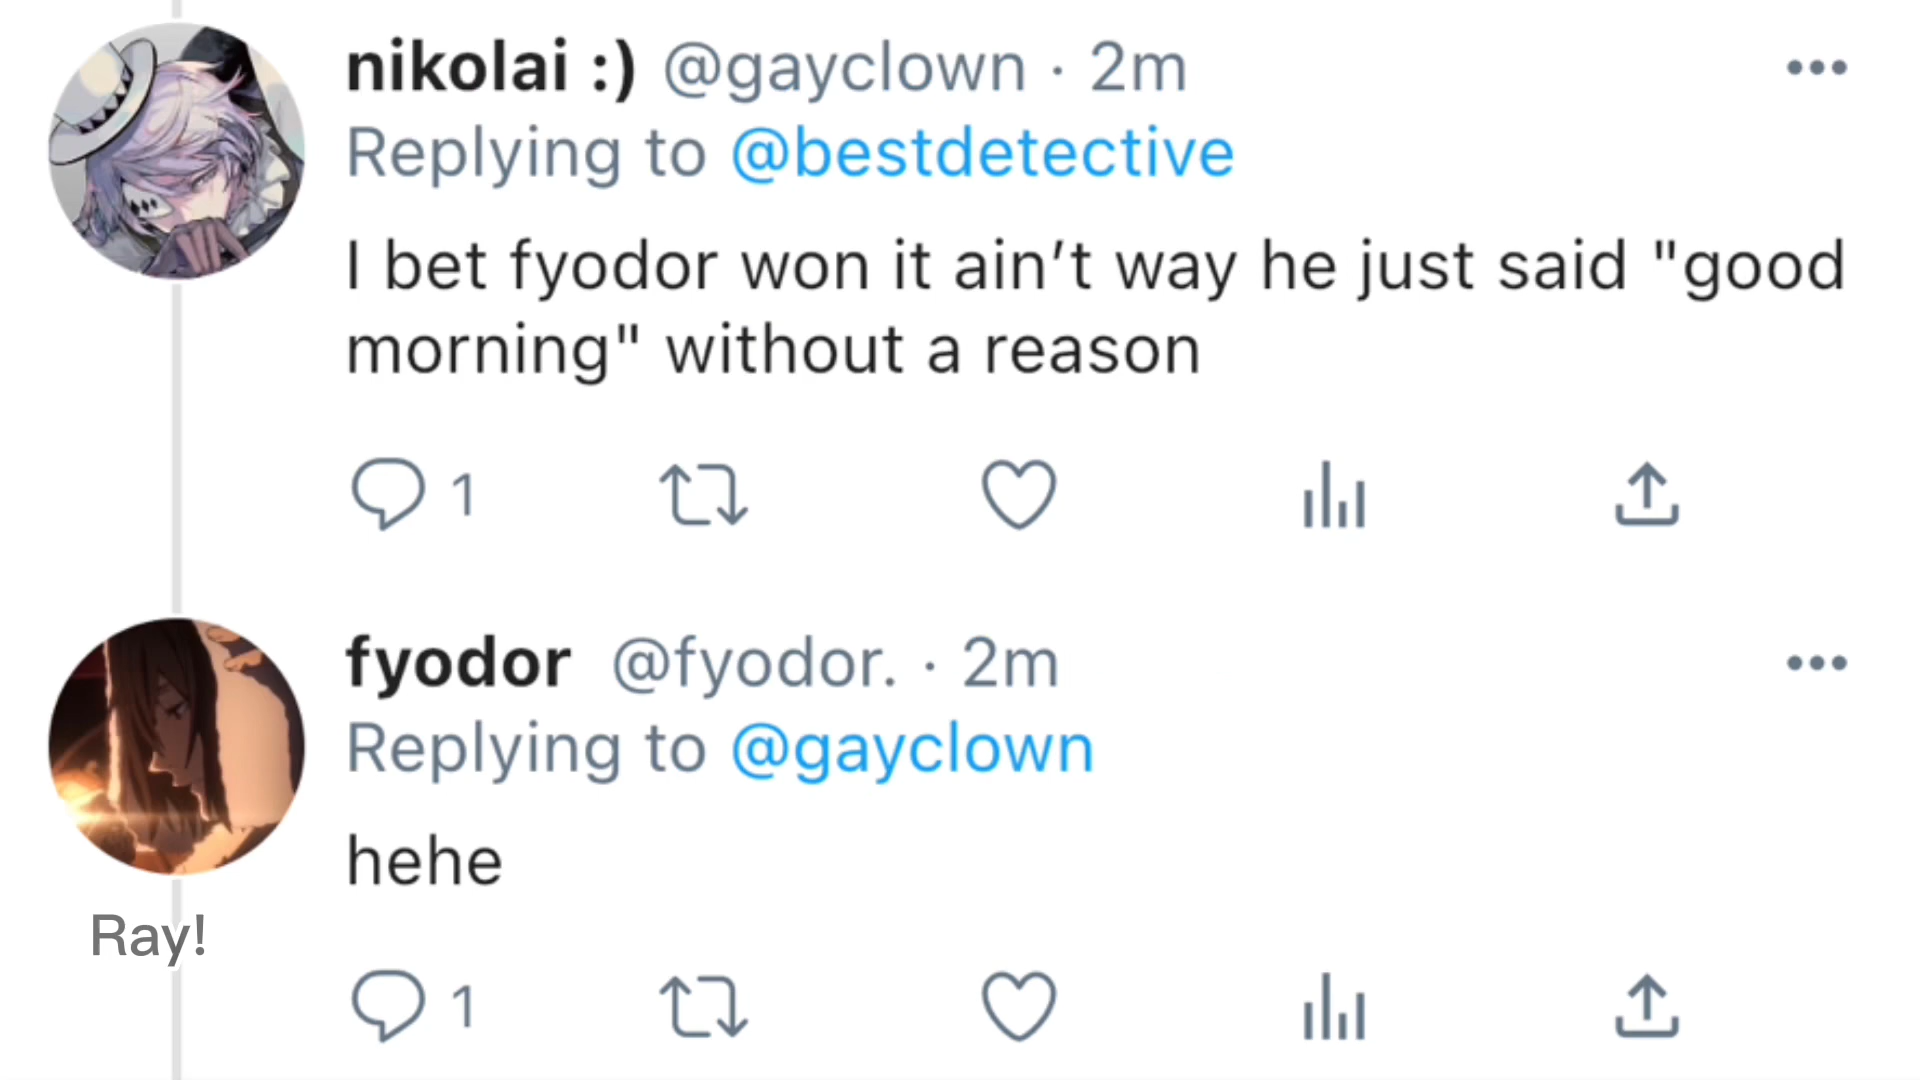 nikolai :) @gayclown · 2m
Replying to @bestdetective
I bet fyodor won it ain’t way he just said "good
morning" without a reason
1
fyodor @fyodor. · 2m
Replying to @gayclown
hehe
Ray!
1